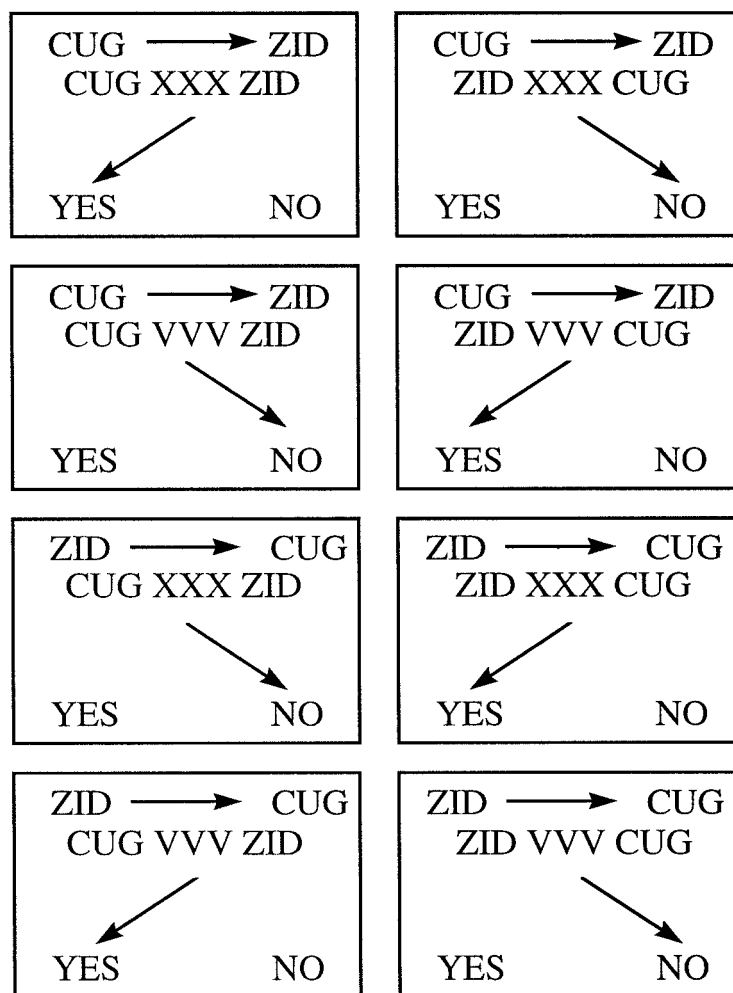 CUG ZID
CUG XXX ZID
YES NO
CUG ZID
ZID XXX CUG
YES NO
CUG ZID
CUG VVV ZID
YES NO
CUG ZID
ZID VVV CUG
YES NO
ZID CUG
CUG XXX ZID
YES NO
ZID CUG
ZID XXX CUG
YES NO
ZID CUG
CUG VVV ZID
YES NO
ZID CUG
ZID VVV CUG
YES NO